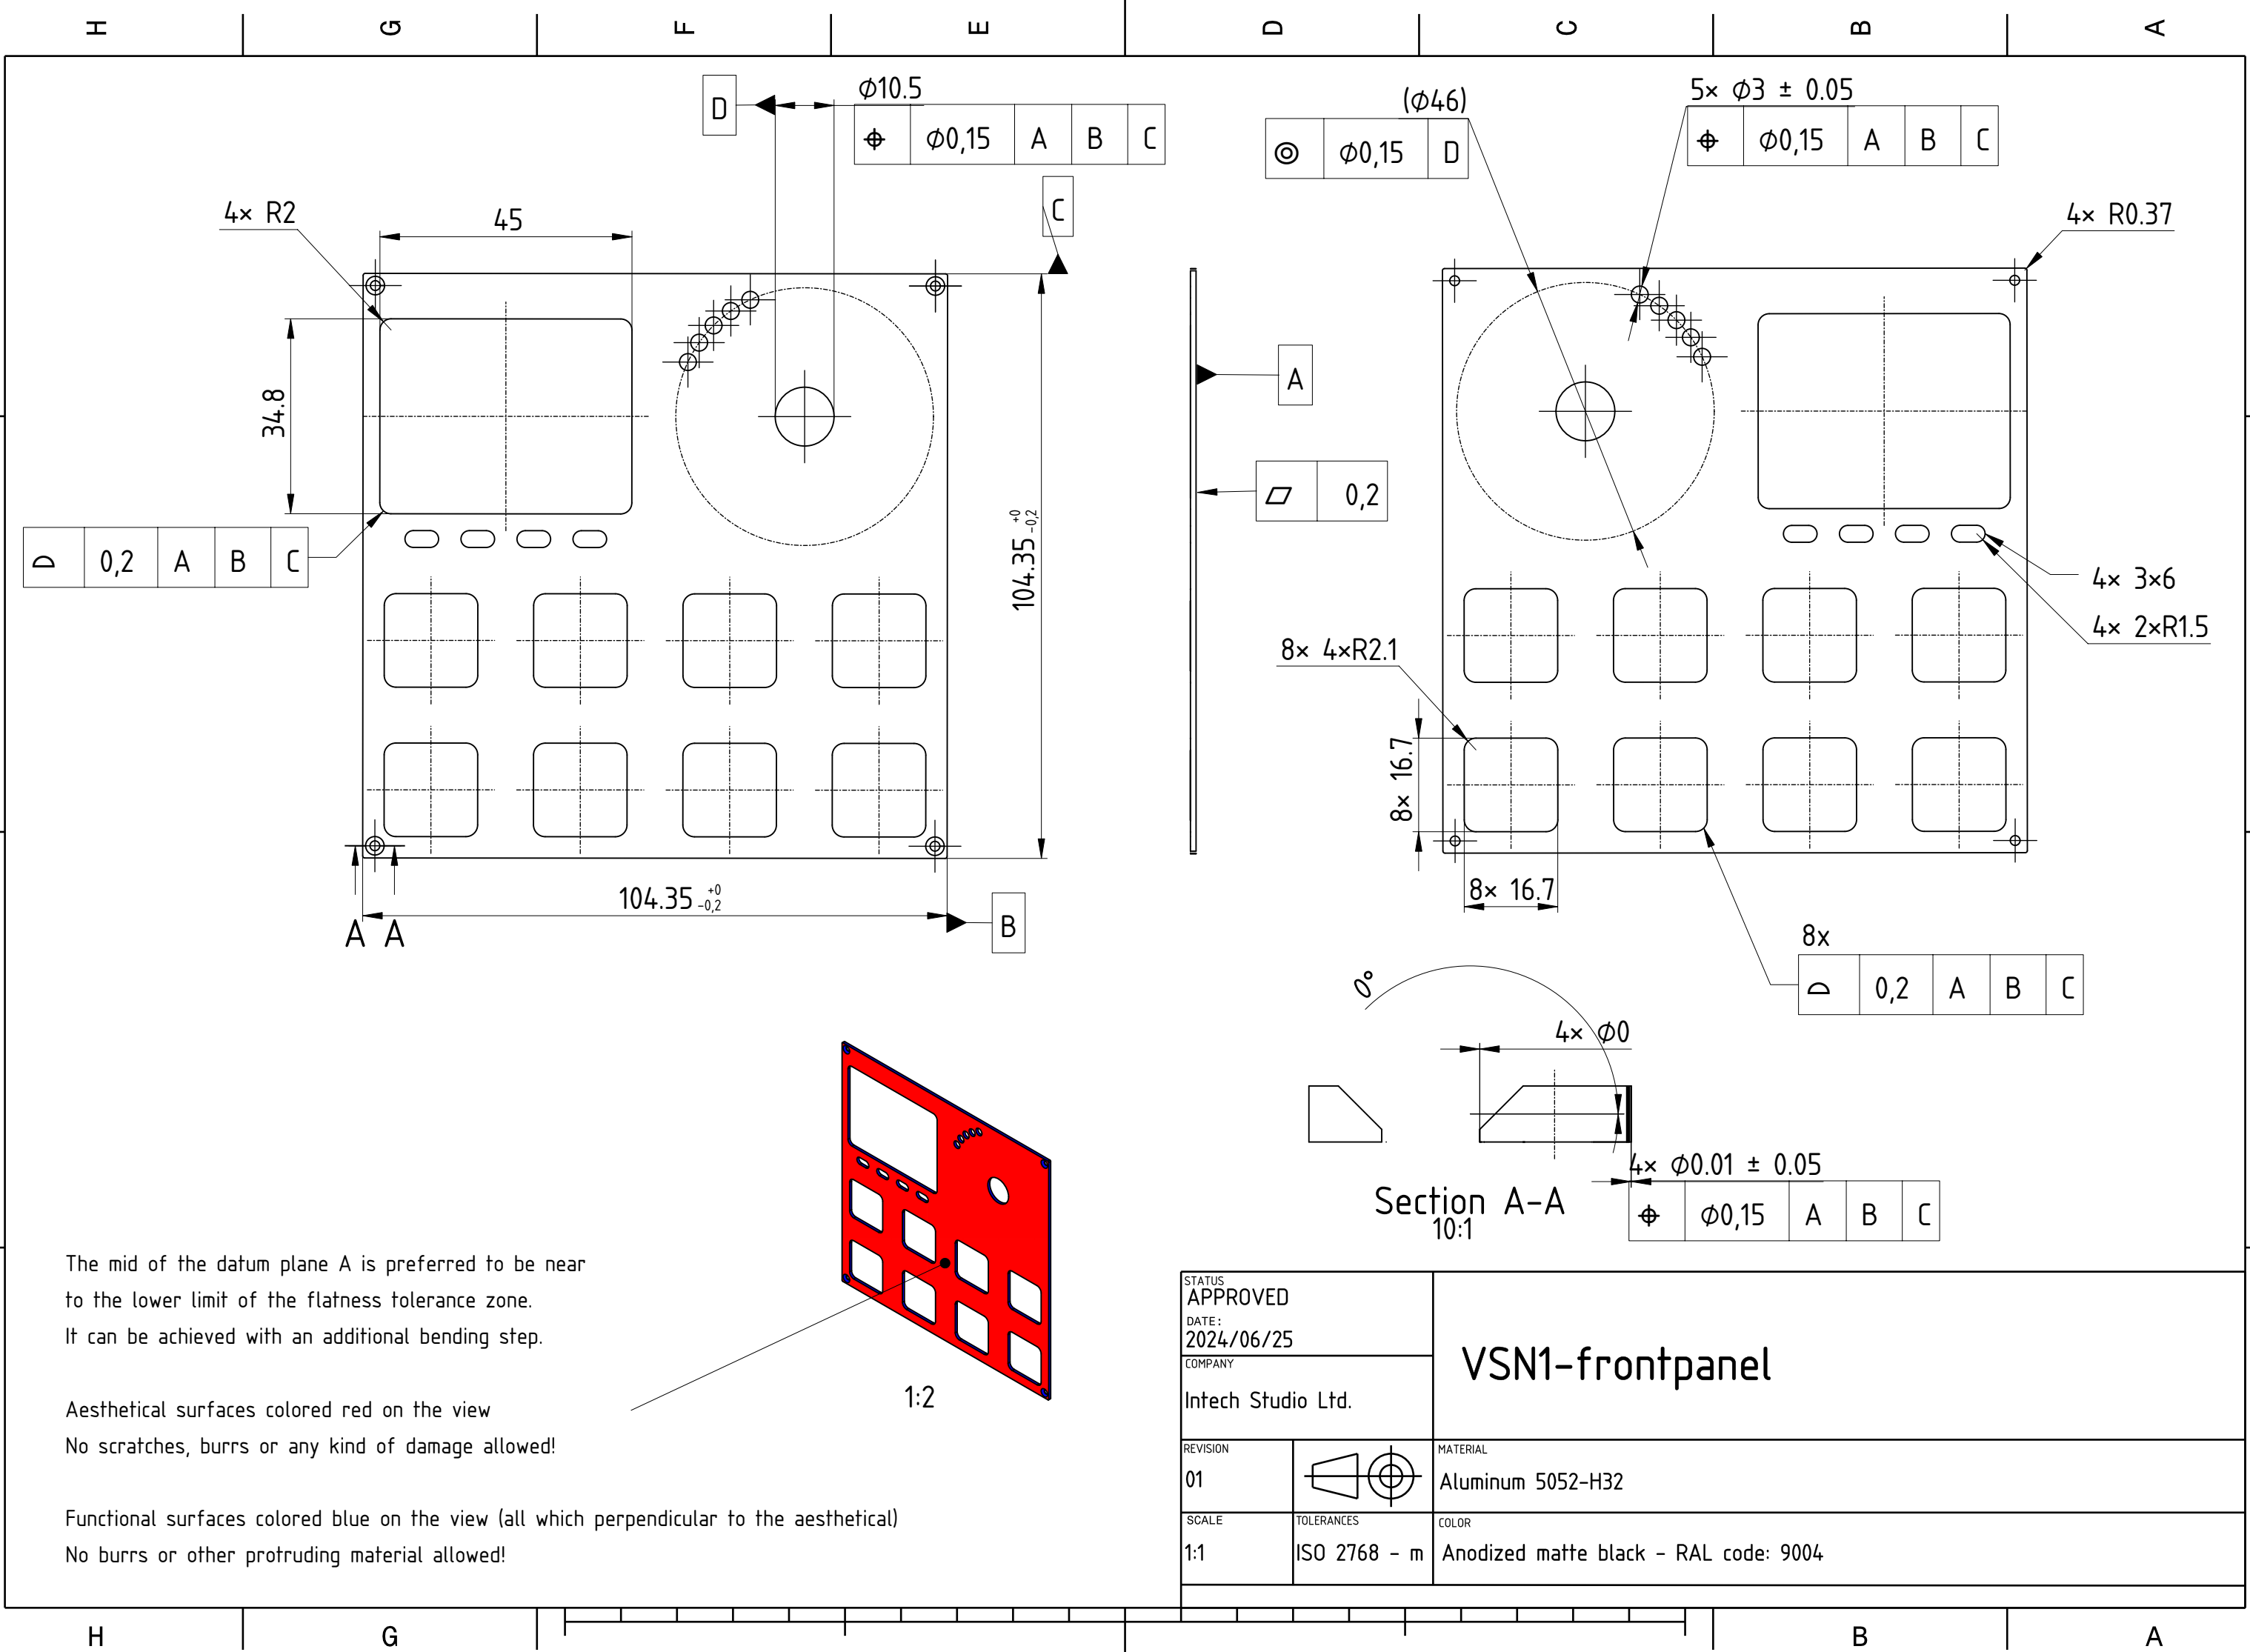 H G F E D C B A
D
Ø10.5
⌖ Ø0,15 A B C
C
4× R2
45
34.8
⌓ 0,2 A B C
104.35 +0 -0,2
104.35 +0 -0,2
B
A A
A
⏥ 0,2
(Ø46)
◎ Ø0,15 D
5× Ø3 ± 0.05
⌖ Ø0,15 A B C
4× R0.37
4× 3×6
4× 2×R1.5
8× 4×R2.1
8× 16.7
8× 16.7
8x
⌓ 0,2 A B C
0°
4× Ø0
4× Ø0.01 ± 0.05
⌖ Ø0,15 A B C
Section A-A
10:1
1:2
The mid of the datum plane A is preferred to be near
to the lower limit of the flatness tolerance zone.
It can be achieved with an additional bending step.
Aesthetical surfaces colored red on the view
No scratches, burrs or any kind of damage allowed!
Functional surfaces colored blue on the view (all which perpendicular to the aesthetical)
No burrs or other protruding material allowed!
STATUS
APPROVED
DATE:
2024/06/25
COMPANY
Intech Studio Ltd.
VSN1-frontpanel
REVISION
01
MATERIAL
Aluminum 5052-H32
SCALE
1:1
TOLERANCES
ISO 2768 - m
COLOR
Anodized matte black - RAL code: 9004
H G B A